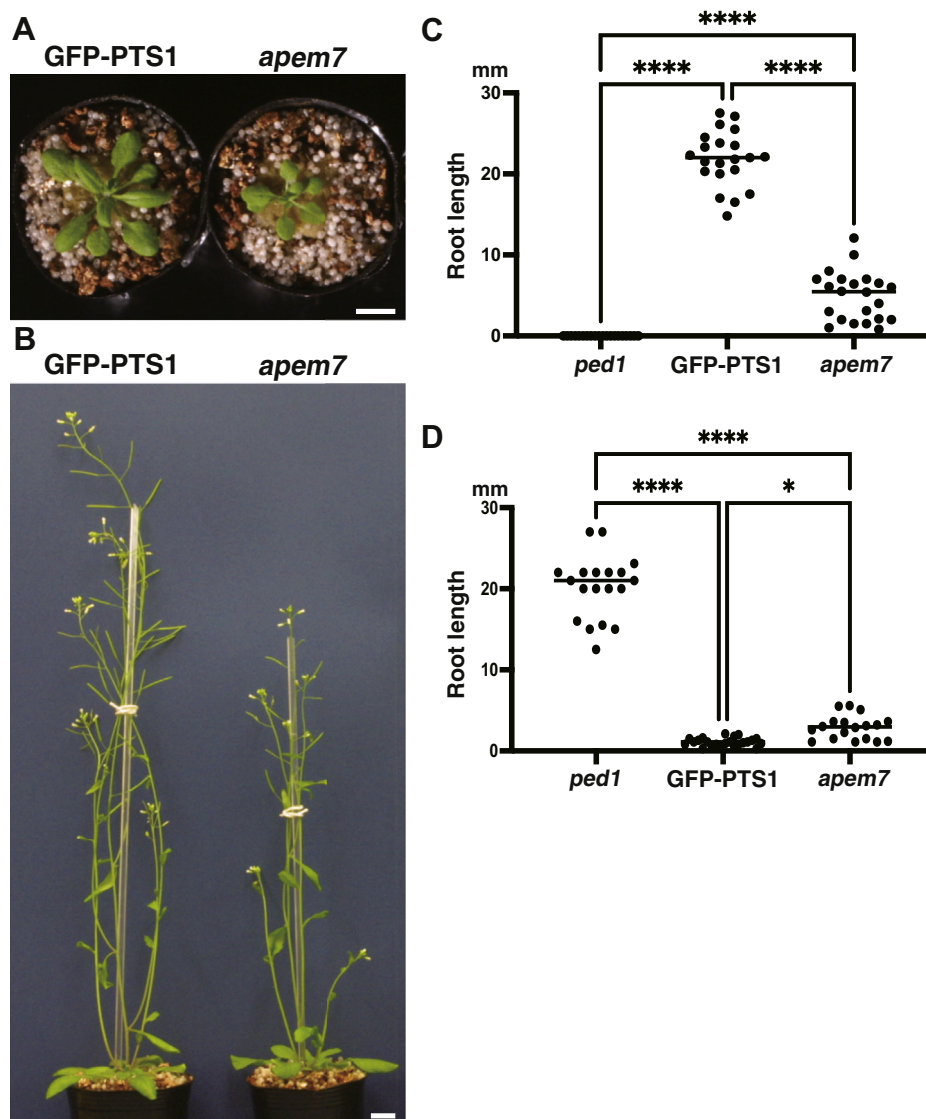 A
GFP-PTS1 apem7
B
GFP-PTS1 apem7
C
****
**** ****
mm
30
20
10
0
Root length
ped1 GFP-PTS1 apem7
D
****
**** *
mm
30
20
10
0
Root length
ped1 GFP-PTS1 apem7